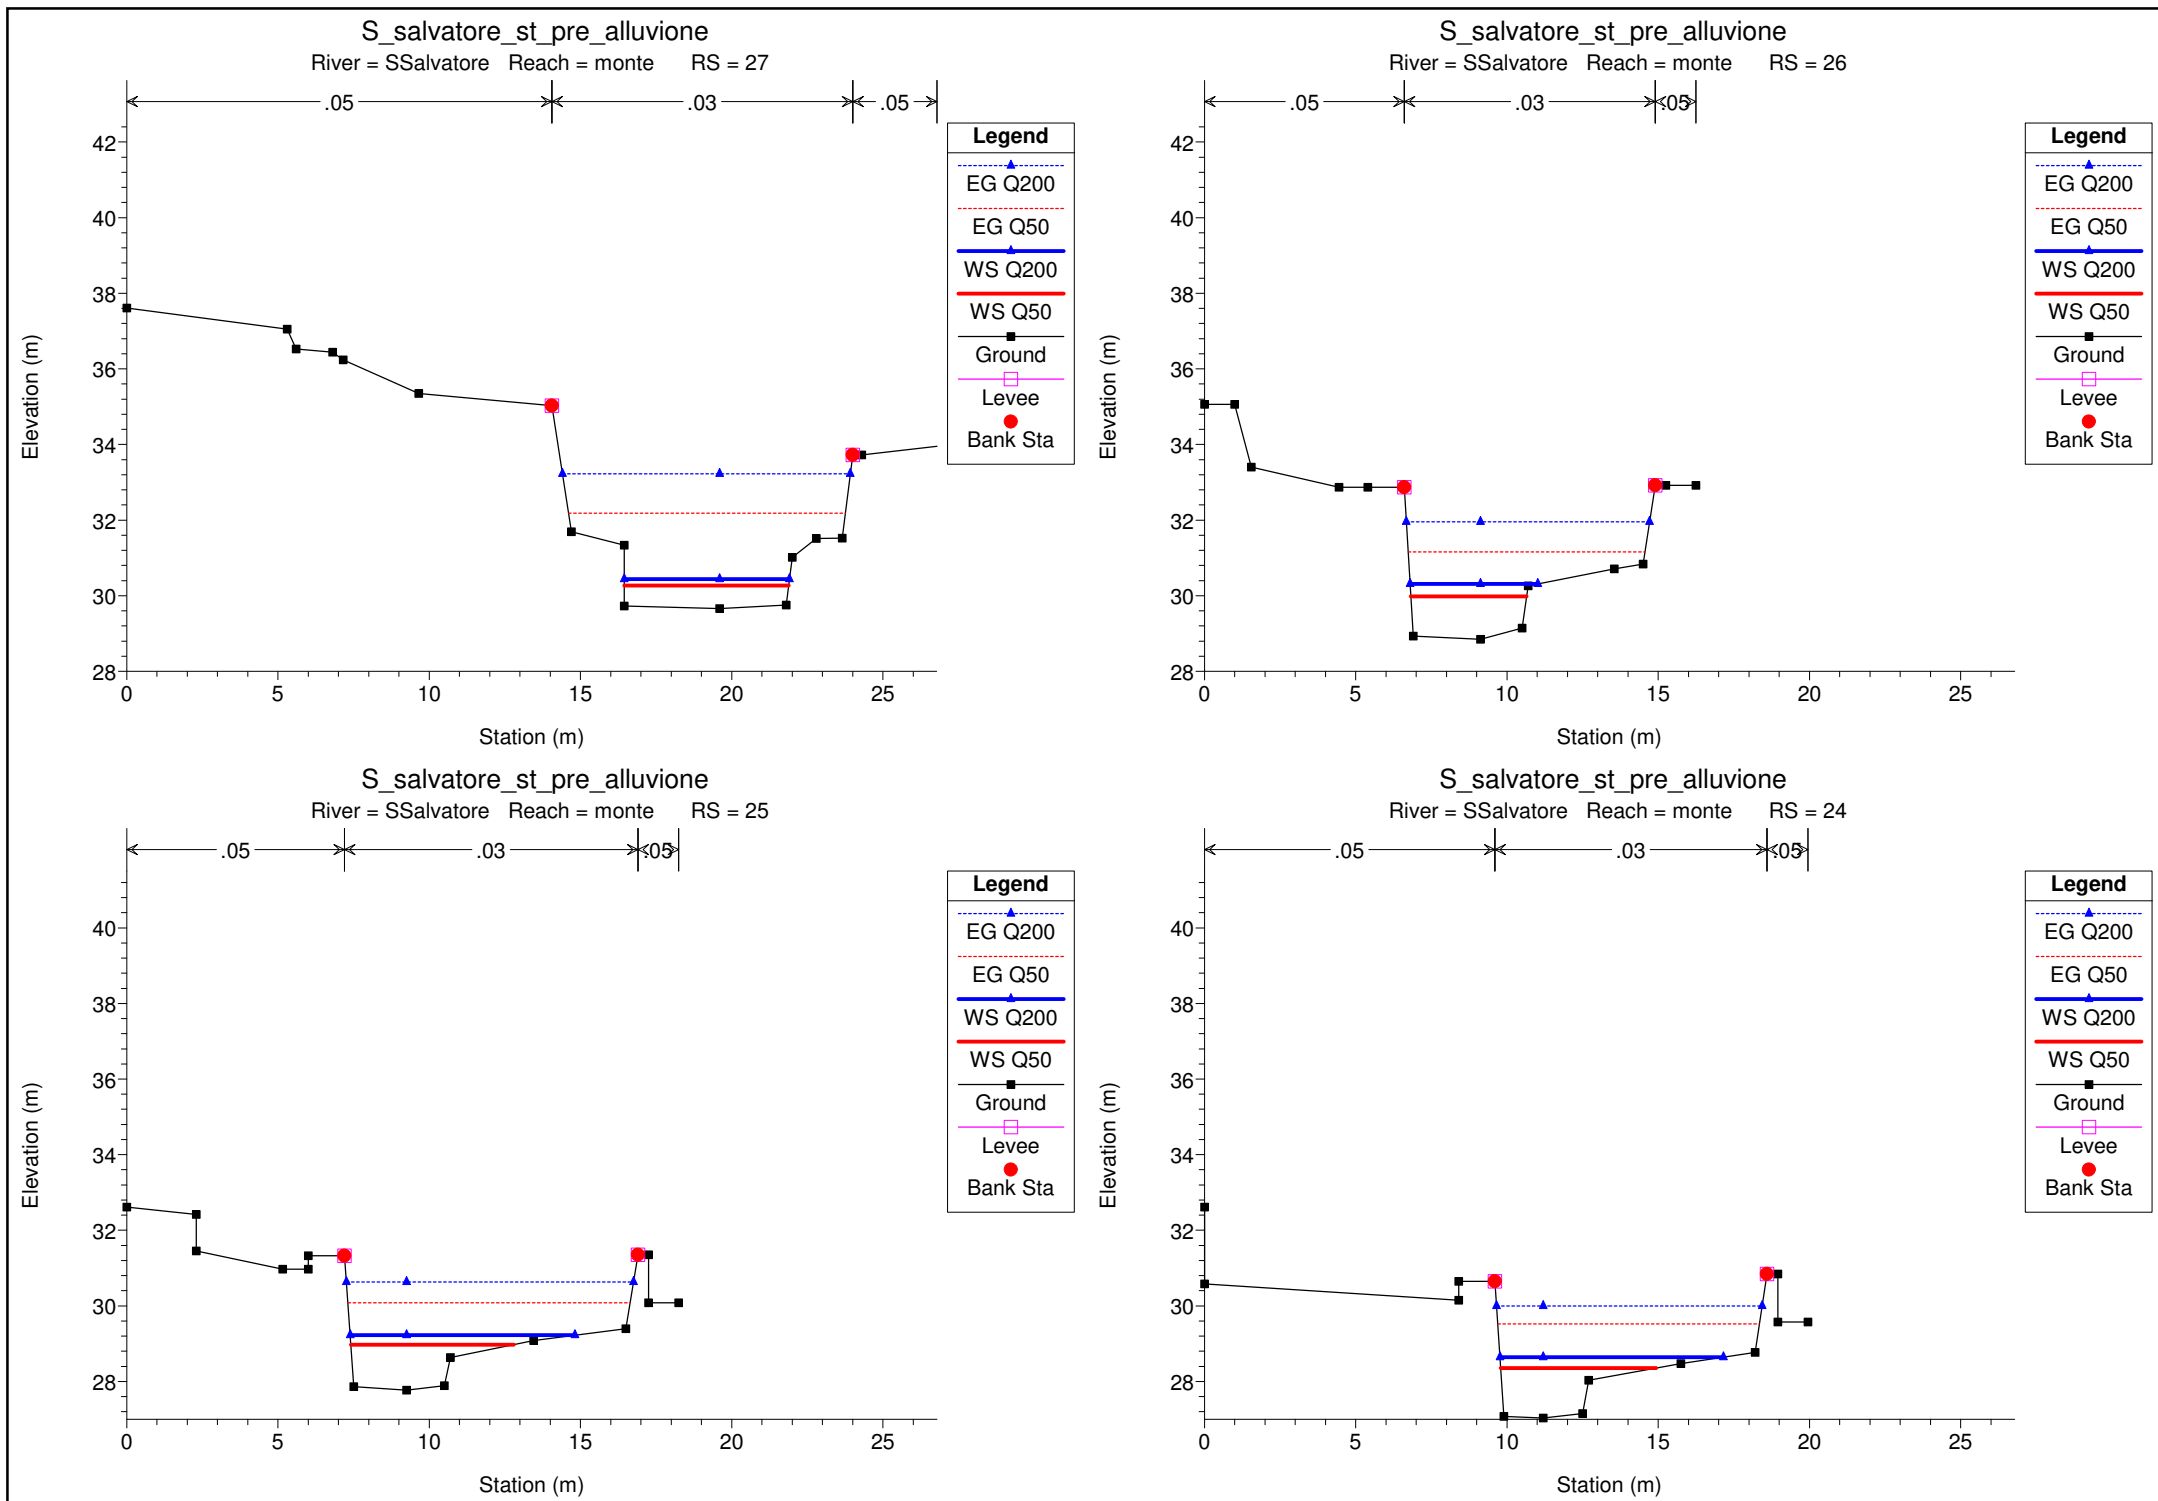 S_salvatore_st_pre_alluvione
River = SSalvatore Reach = monte RS = 27
.05 .03 .05
Elevation (m)
42
40
38
36
34
32
30
28
0 5 10 15 20 25
Station (m)
Legend
EG Q200
EG Q50
WS Q200
WS Q50
Ground
Levee
Bank Sta
S_salvatore_st_pre_alluvione
River = SSalvatore Reach = monte RS = 26
.05 .03 .05
Elevation (m)
42
40
38
36
34
32
30
28
0 5 10 15 20 25
Station (m)
Legend
EG Q200
EG Q50
WS Q200
WS Q50
Ground
Levee
Bank Sta
S_salvatore_st_pre_alluvione
River = SSalvatore Reach = monte RS = 25
.05 .03 .05
Elevation (m)
40
38
36
34
32
30
28
0 5 10 15 20 25
Station (m)
Legend
EG Q200
EG Q50
WS Q200
WS Q50
Ground
Levee
Bank Sta
S_salvatore_st_pre_alluvione
River = SSalvatore Reach = monte RS = 24
.05 .03 .05
Elevation (m)
40
38
36
34
32
30
28
0 5 10 15 20 25
Station (m)
Legend
EG Q200
EG Q50
WS Q200
WS Q50
Ground
Levee
Bank Sta